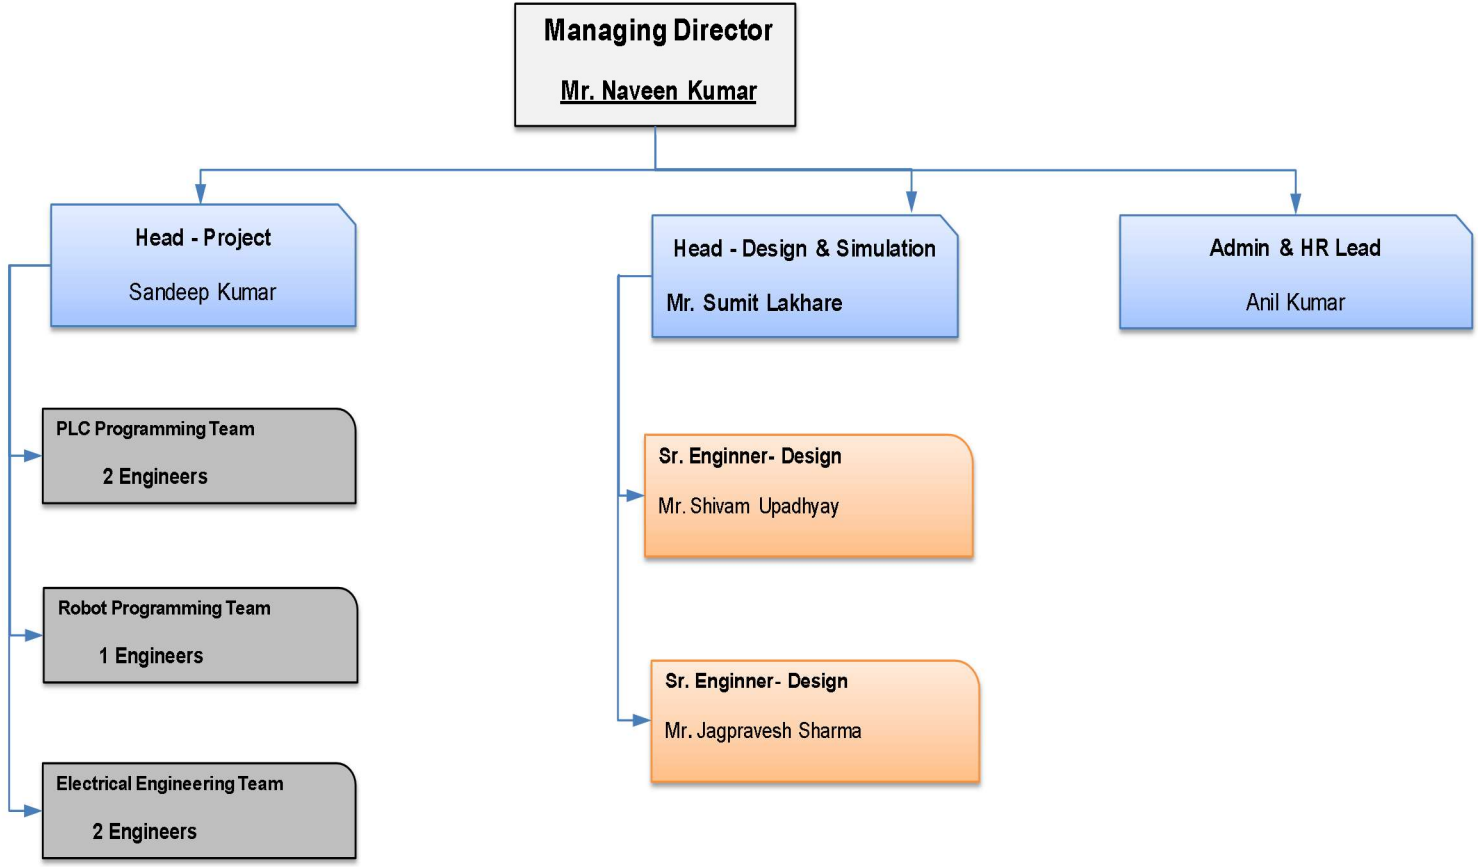 Managing Director
Mr. Naveen Kumar
Head - Project
Sandeep Kumar
Head - Design & Simulation
Mr. Sumit Lakhare
Admin & HR Lead
Anil Kumar
PLC Programming Team
2 Engineers
Robot Programming Team
1 Engineers
Electrical Engineering Team
2 Engineers
Sr. Enginner- Design
Mr. Shivam Upadhyay
Sr. Enginner- Design
Mr. Jagpravesh Sharma